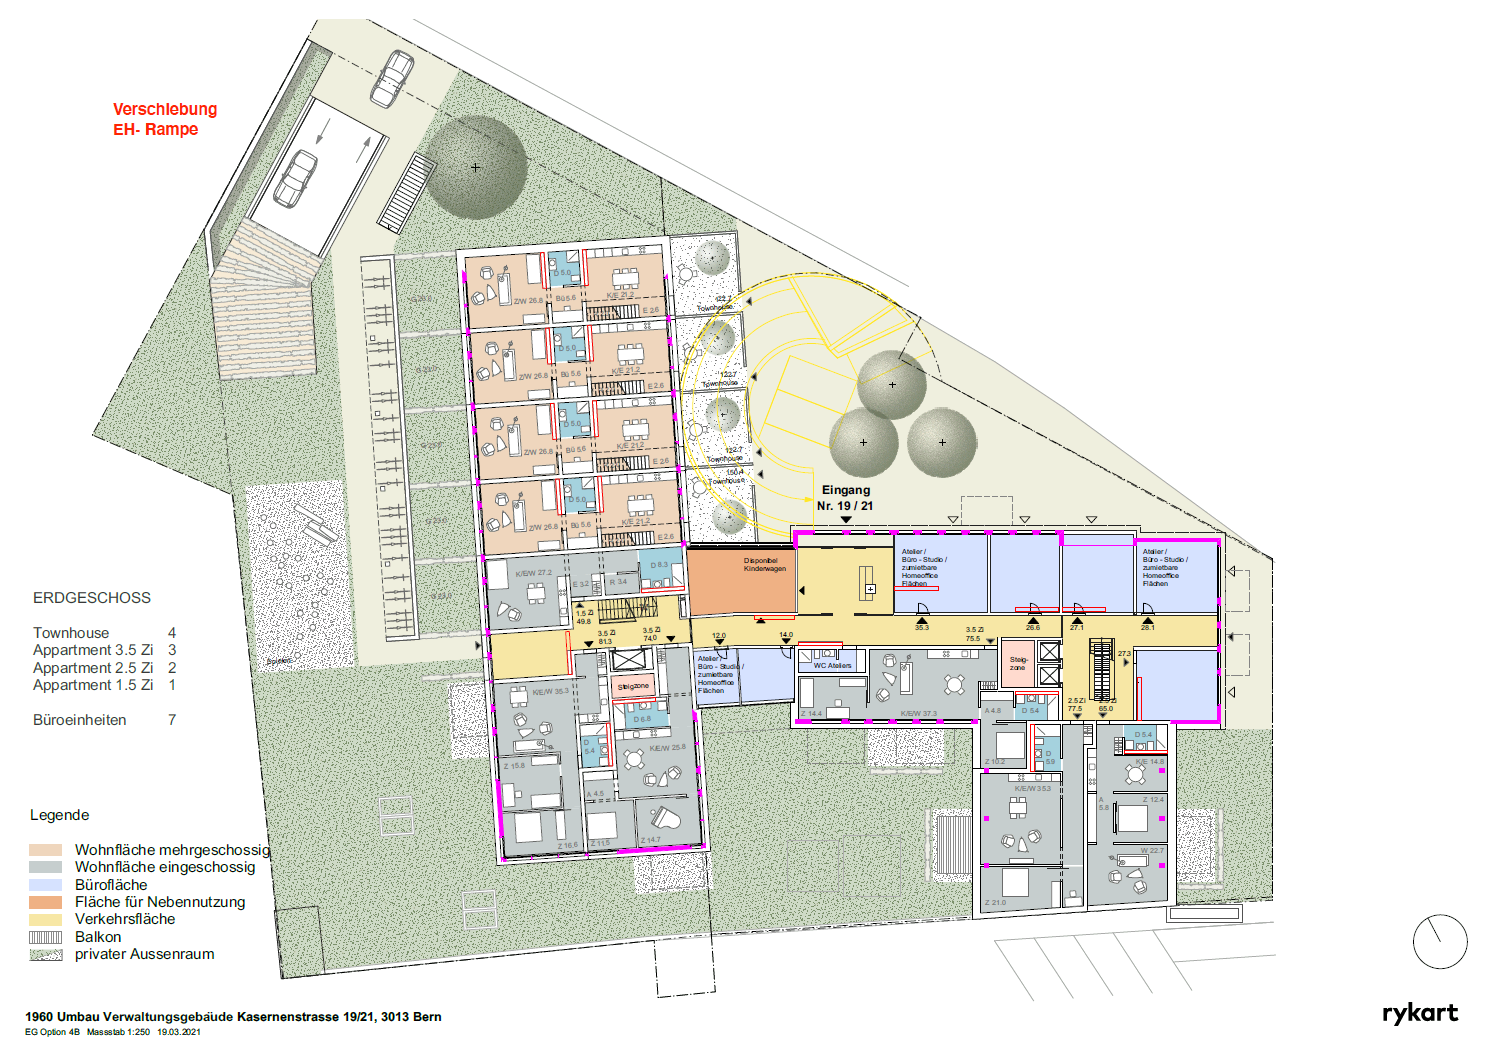 Verschiebung
EH- Rampe
Z/W 26.8
D 5.0
Bü 5.6
K/E 21.2
E 2.6
122.7
Townhouse
Z/W 26.8
D 5.0
Bü 5.6
K/E 21.2
E 2.6
122.7
Townhouse
Z/W 26.8
D 5.0
Bü 5.6
K/E 21.2
E 2.6
122.7
Townhouse
150.4
Townhouse
Z/W 26.8
D 5.0
Bü 5.6
K/E 21.2
E 2.6
G 23.0
Eingang
Nr. 19 / 21
K/E/W 27.2
E 3.2
R 3.4
D 6.3
Disponibel
Kinderwagen
Atelier /
Büro - Studio /
zumietbare
Homeoffice
Flächen
Atelier /
Büro - Studio /
zumietbare
Homeoffice
Flächen
1.5 Zi
49.8
3.5 Zi
81.3
3.5 Zi
74.0
12.0
14.0
3.5 Zi
75.5
35.3
26.6
27.1
28.1
27.3
Atelier /
Büro - Studio /
zumietbare
Homeoffice
Flächen
WC Ateliers
Steig-
zone
Steigzone
K/E/W 35.3
D 6.8
D
5.4
K/E/W 25.8
Z 15.8
A 4.5
Z 16.6
Z 11.5
Z 14.7
Z 14.4
K/E/W 37.3
A 4.8
D 5.4
2.5 Zi
77.5
65.0
Z 10.2
D
5.9
D 5.4
K/E 14.8
K/E/W 35.3
A
5.8
Z 12.4
W 22.7
Z 21.0
ERDGESCHOSS
Townhouse 4
Appartment 3.5 Zi 3
Appartment 2.5 Zi 2
Appartment 1.5 Zi 1
Büroeinheiten 7
Legende
Wohnfläche mehrgeschossig
Wohnfläche eingeschossig
Bürofläche
Fläche für Nebennutzung
Verkehrsfläche
Balkon
privater Aussenraum
1960 Umbau Verwaltungsgebäude Kasernenstrasse 19/21, 3013 Bern
EG Option 4B Massstab 1:250 19.03.2021
rykart